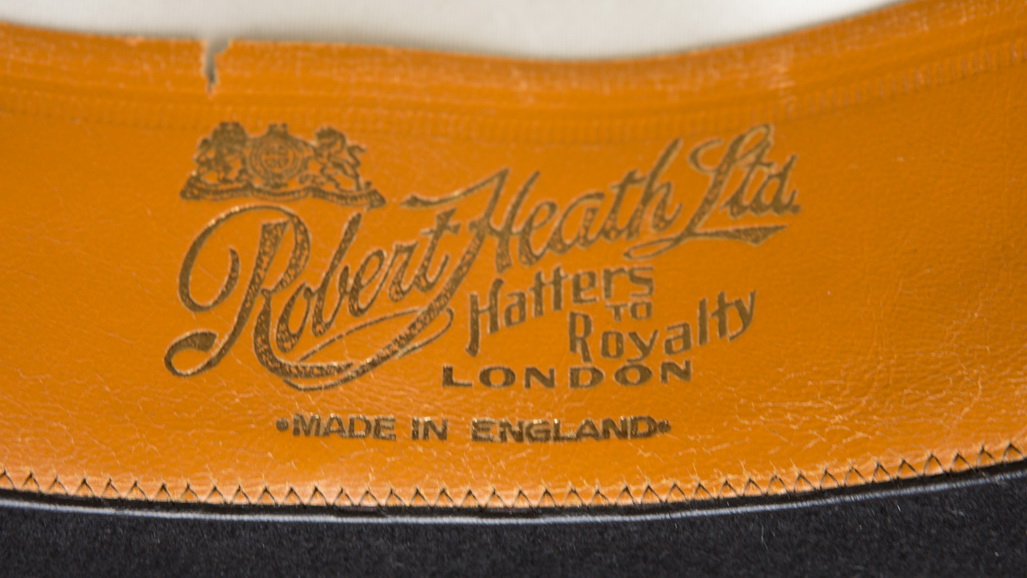 Robert Heath Ltd.
Hatters
TO
Royalty
LONDON
•MADE IN ENGLAND•